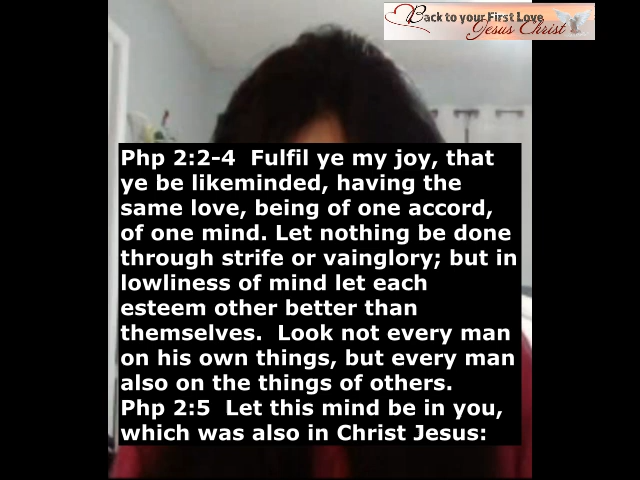 Back to your First Love
Jesus Christ
Php 2:2-4  Fulfil ye my joy, that
ye be likeminded, having the
same love, being of one accord,
of one mind. Let nothing be done
through strife or vainglory; but in
lowliness of mind let each
esteem other better than
themselves.  Look not every man
on his own things, but every man
also on the things of others.
Php 2:5  Let this mind be in you,
which was also in Christ Jesus: